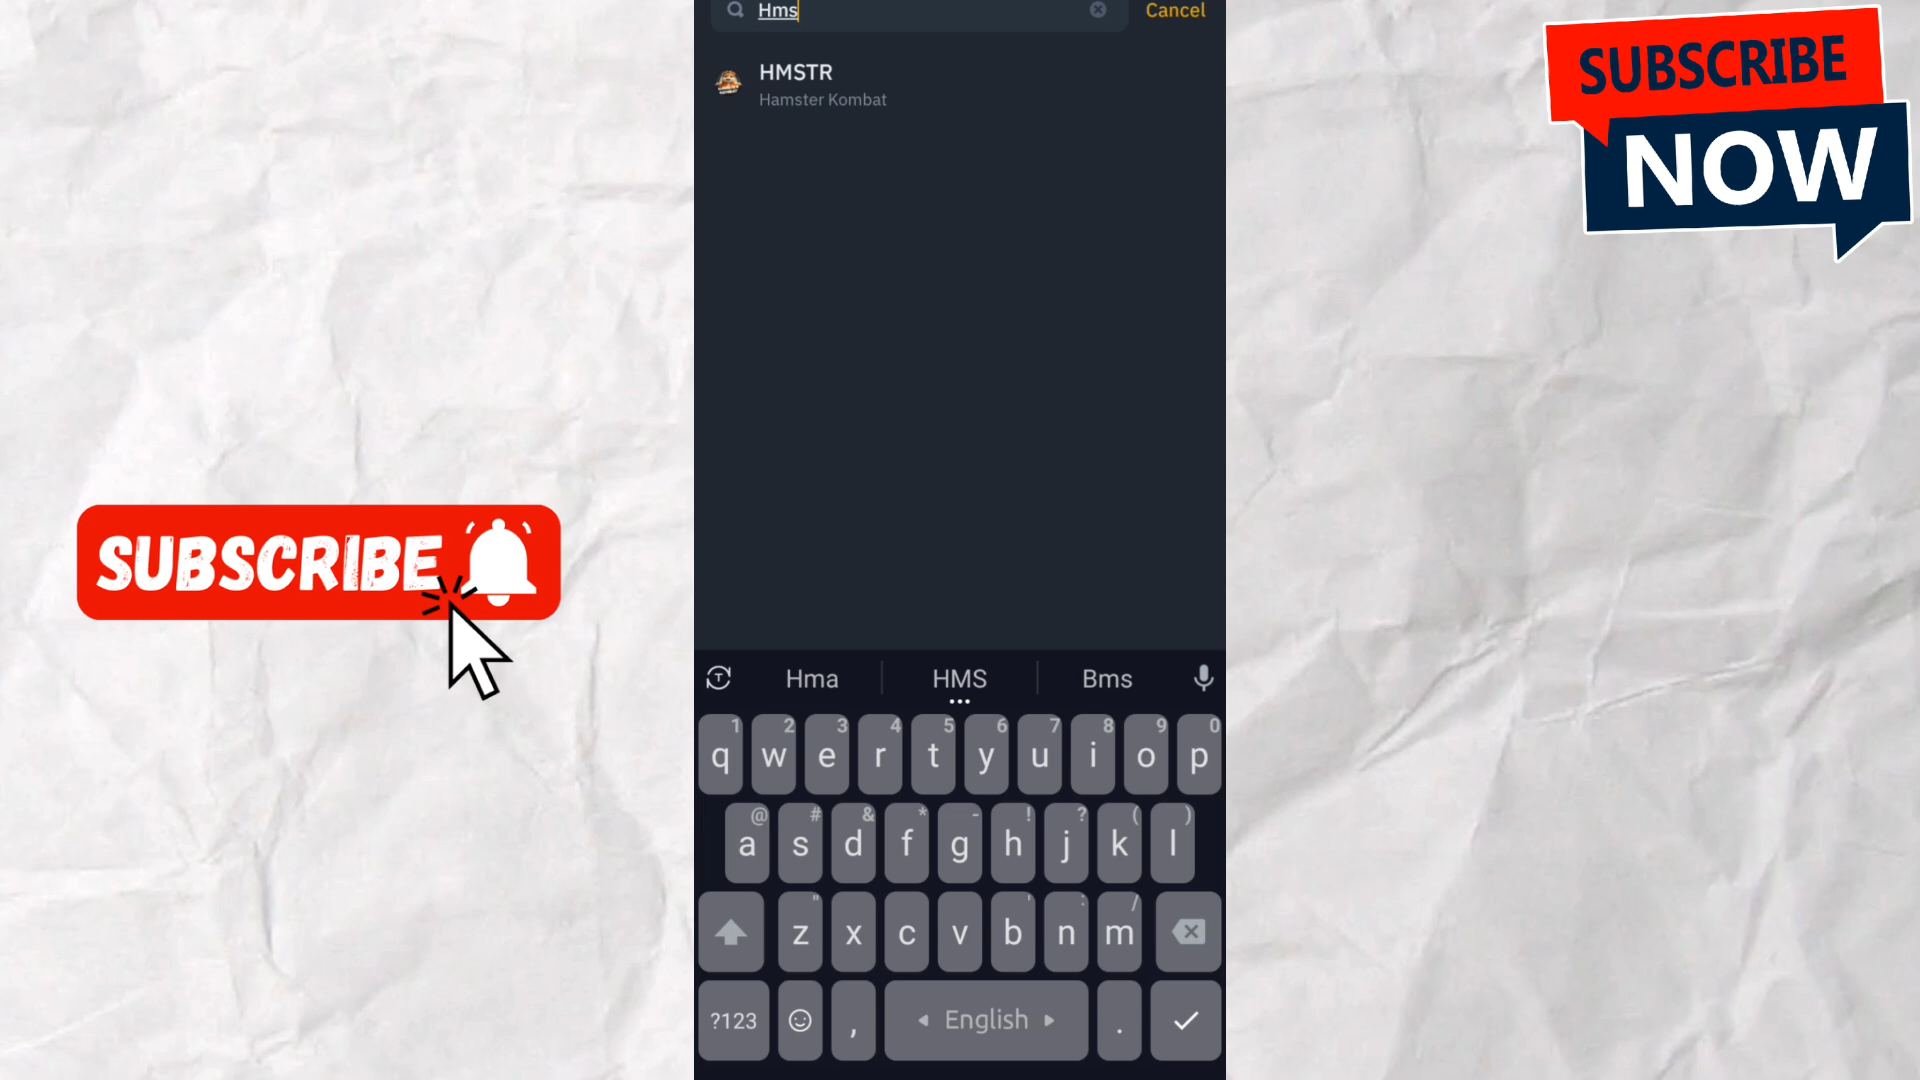 Hms
Cancel
HMSTR
Hamster Kombat
SUBSCRIBE
NOW
SUBSCRIBE
Hma HMS Bms
1 2 3 4 5 6 7 8 9 0
q w e r t y u i o p
@ # & * - ! ? ( )
a s d f g h j k l
" ' : /
z x c v b n m
?123 , English .